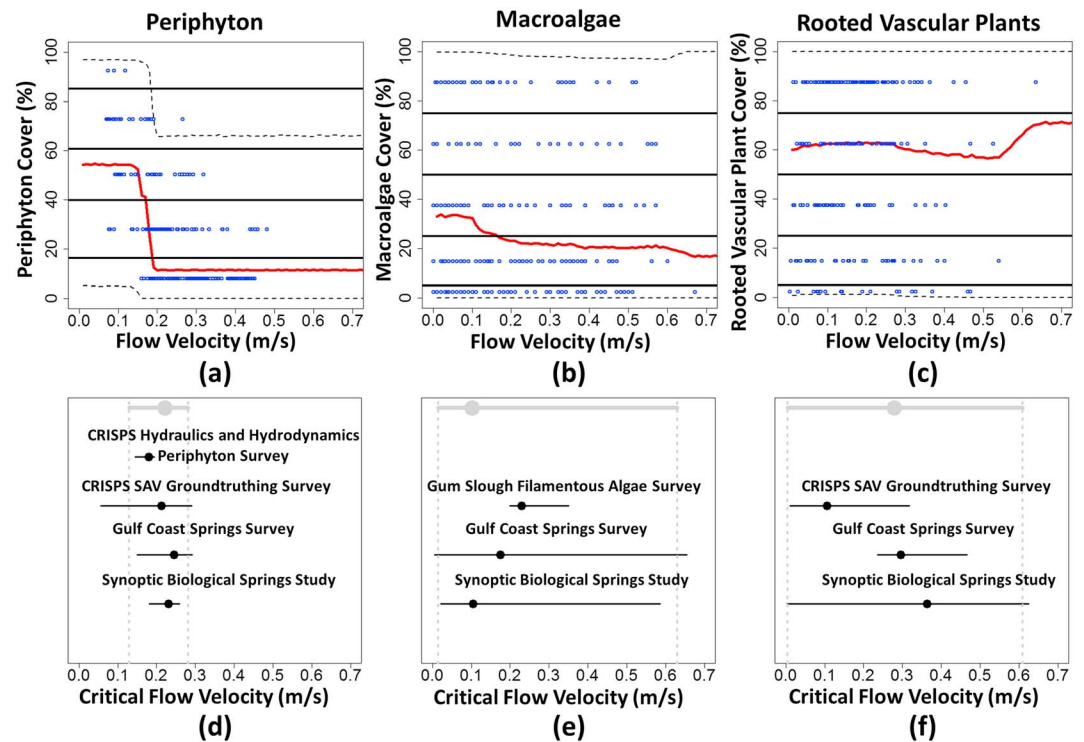 Periphyton
Macroalgae
Rooted Vascular Plants
Periphyton Cover (%)
100
80
60
40
20
0
0.0 0.1 0.2 0.3 0.4 0.5 0.6 0.7
Flow Velocity (m/s)
(a)
Macroalgae Cover (%)
100
80
60
40
20
0
0.0 0.1 0.2 0.3 0.4 0.5 0.6 0.7
Flow Velocity (m/s)
(b)
Rooted Vascular Plant Cover (%)
100
80
60
40
20
0
0.0 0.1 0.2 0.3 0.4 0.5 0.6 0.7
Flow Velocity (m/s)
(c)
CRISPS Hydraulics and Hydrodynamics
Periphyton Survey
CRISPS SAV Groundtruthing Survey
Gulf Coast Springs Survey
Synoptic Biological Springs Study
0.0 0.1 0.2 0.3 0.4 0.5 0.6 0.7
Critical Flow Velocity (m/s)
(d)
Gum Slough Filamentous Algae Survey
Gulf Coast Springs Survey
Synoptic Biological Springs Study
0.0 0.1 0.2 0.3 0.4 0.5 0.6 0.7
Critical Flow Velocity (m/s)
(e)
CRISPS SAV Groundtruthing Survey
Gulf Coast Springs Survey
Synoptic Biological Springs Study
0.0 0.1 0.2 0.3 0.4 0.5 0.6 0.7
Critical Flow Velocity (m/s)
(f)